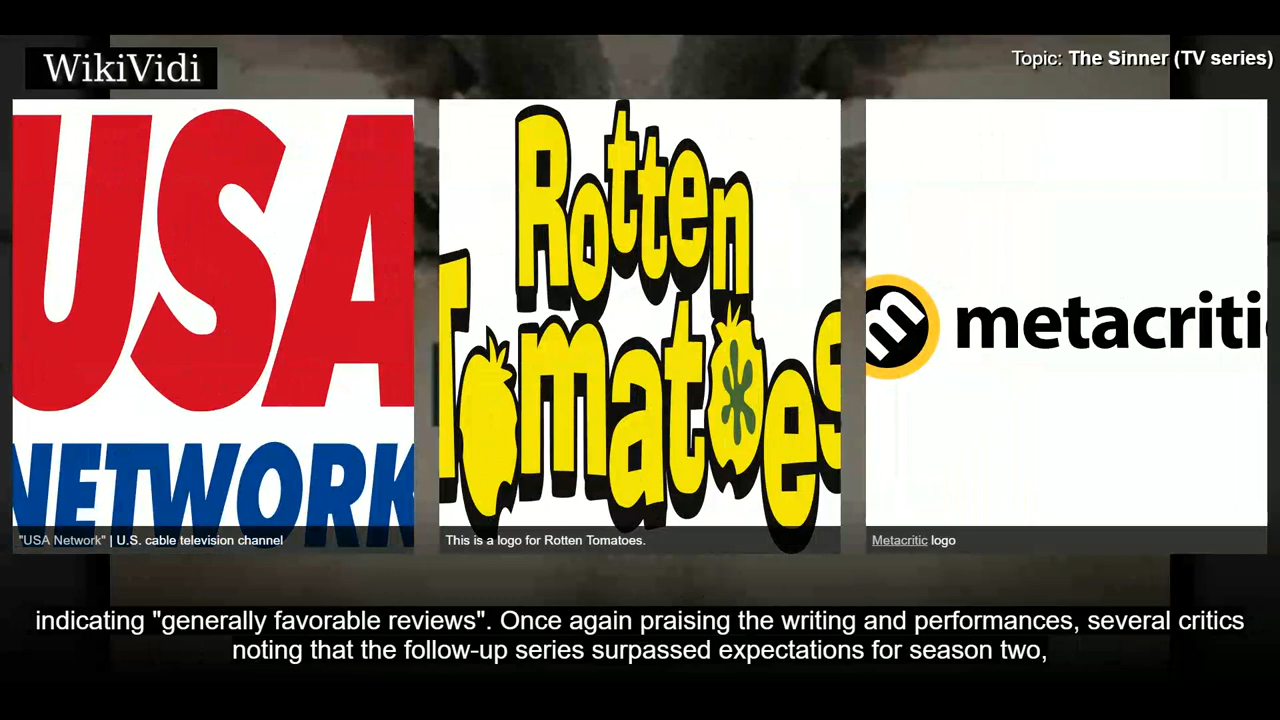 WikiVidi
Topic: The Sinner (TV series)
USA
NETWORK
Rotten
Tomatoes
m metacriti
"USA Network" | U.S. cable television channel
This is a logo for Rotten Tomatoes.
Metacritic logo
indicating "generally favorable reviews". Once again praising the writing and performances, several critics
noting that the follow-up series surpassed expectations for season two,